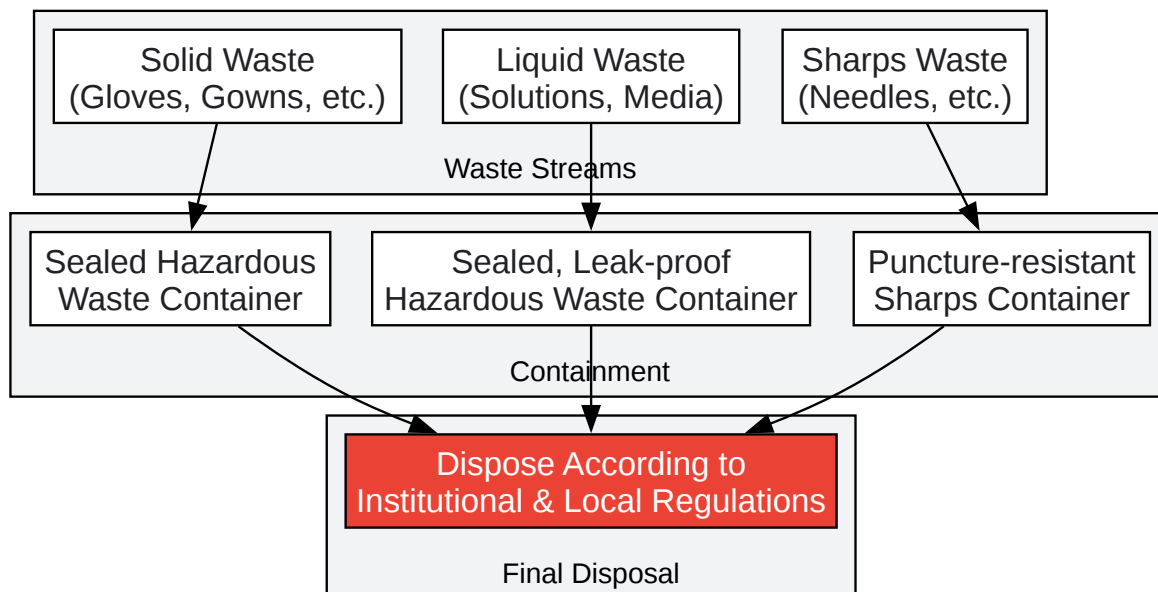 Solid Waste
(Gloves, Gowns, etc.)
Liquid Waste
(Solutions, Media)
Sharps Waste
(Needles, etc.)
Waste Streams
Sealed Hazardous
Waste Container
Sealed, Leak-proof
Hazardous Waste Container
Puncture-resistant
Sharps Container
Containment
Dispose According to
Institutional & Local Regulations
Final Disposal